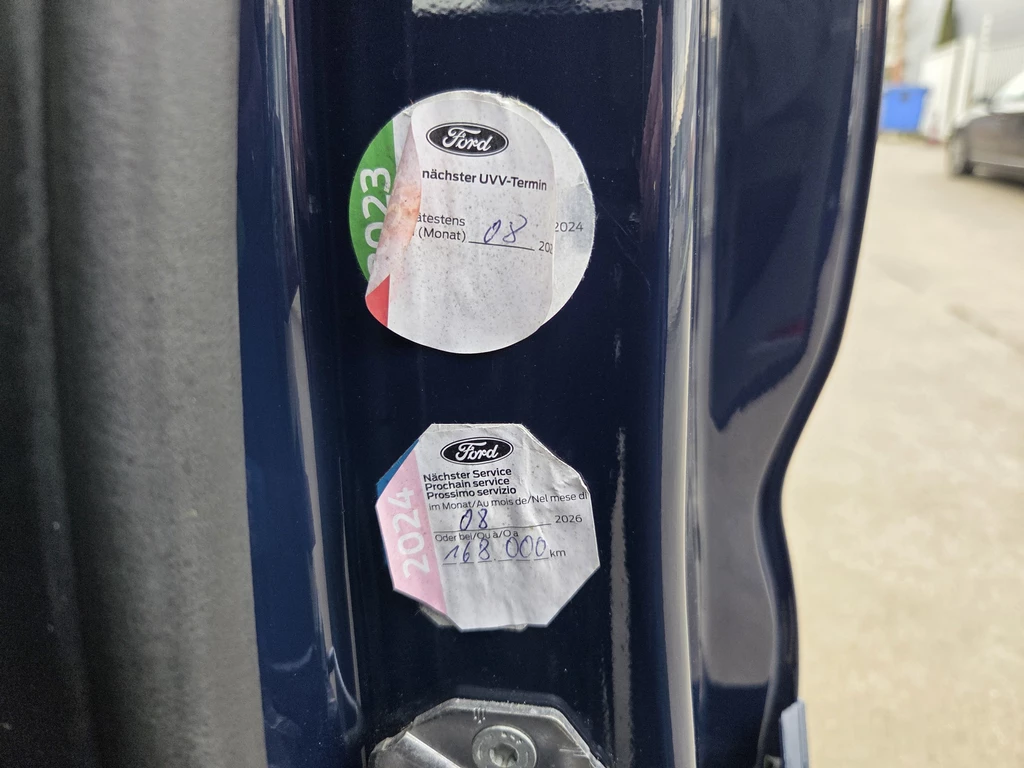 Ford
2023
nächster UVV-Termin
ätestens
(Monat) 08 202
2024
Ford
2024
Nächster Service
Prochain service
Prossimo servizio
im Monat/Au mois de/Nel mese di
08 2026
Oder bei/Ou à/O a
168.000 km